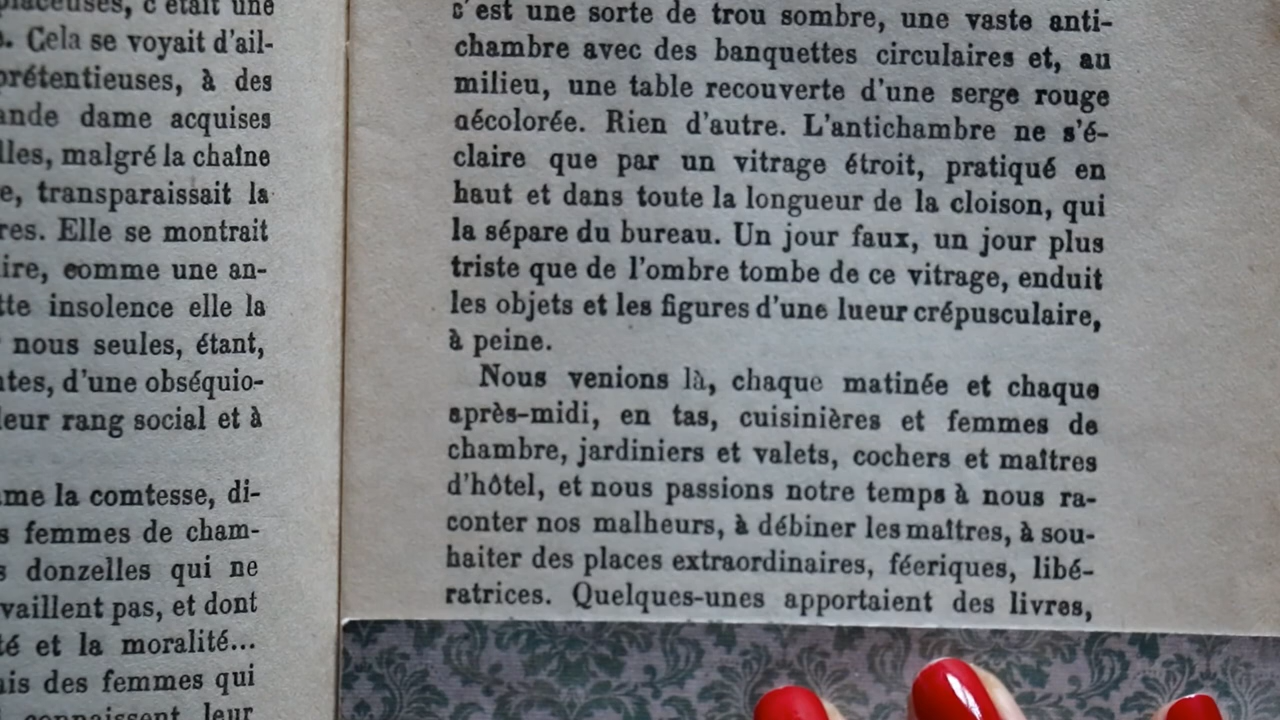 c'était une
Cela se voyait d'ail-
prétentieuses, à des
dame acquises
malgré la chaîne
transparaissait la
Elle se montrait
comme une an-
insolence elle la
nous seules, étant,
d'une obséquio-
leur rang social et à
la comtesse, di-
femmes de cham-
donzelles qui ne
pas, et dont
et la moralité...
des femmes qui
connaissent leur
c'est une sorte de trou sombre, une vaste anti-
chambre avec des banquettes circulaires et, au
milieu, une table recouverte d'une serge rouge
décolorée. Rien d'autre. L'antichambre ne s'é-
claire que par un vitrage étroit, pratiqué en
haut et dans toute la longueur de la cloison, qui
la sépare du bureau. Un jour faux, un jour plus
triste que de l'ombre tombe de ce vitrage, enduit
les objets et les figures d'une lueur crépusculaire,
à peine.
Nous venions là, chaque matinée et chaque
après-midi, en tas, cuisinières et femmes de
chambre, jardiniers et valets, cochers et maîtres
d'hôtel, et nous passions notre temps à nous ra-
conter nos malheurs, à débiner les maîtres, à sou-
haiter des places extraordinaires, féeriques, libé-
ratrices. Quelques-unes apportaient des livres,